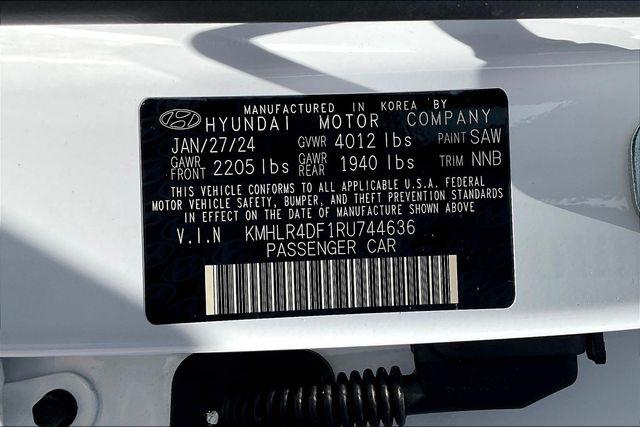 MANUFACTURED IN KOREA BY
HYUNDAI MOTOR COMPANY
JAN/27/24 GVWR 4012 lbs PAINT SAW
GAWR FRONT 2205 lbs GAWR REAR 1940 lbs TRIM NNB
THIS VEHICLE CONFORMS TO ALL APPLICABLE U.S.A. FEDERAL
MOTOR VEHICLE SAFETY, BUMPER, AND THEFT PREVENTION STANDARDS
IN EFFECT ON THE DATE OF MANUFACTURE SHOWN ABOVE
V.I.N KMHLR4DF1RU744636
PASSENGER CAR